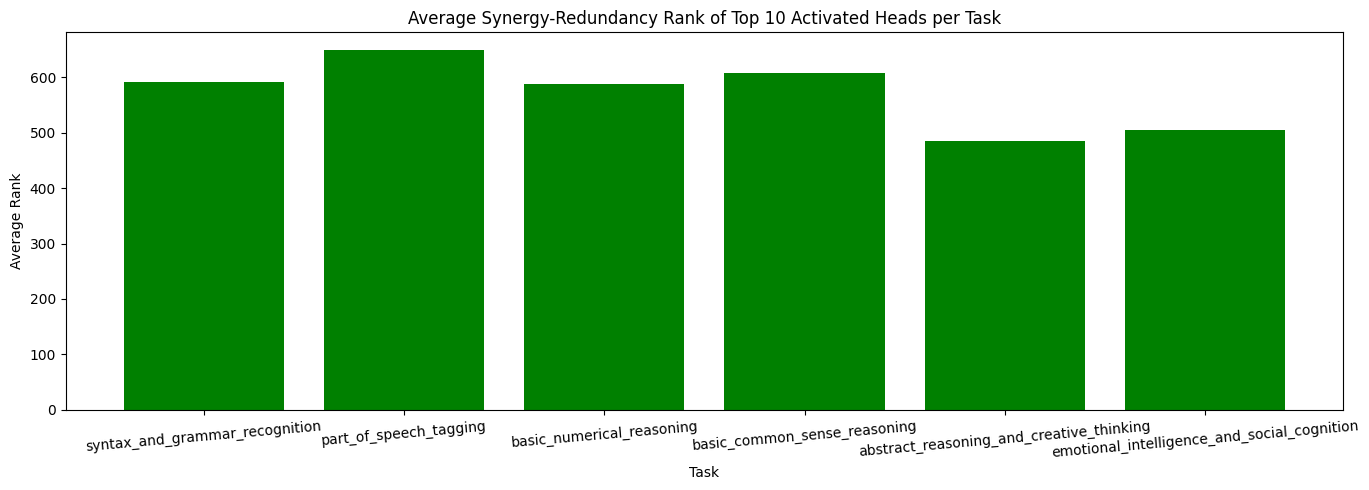 Average Synergy-Redundancy Rank of Top 10 Activated Heads per Task
Average Rank
600
500
400
300
200
100
0
syntax_and_grammar_recognition
part_of_speech_tagging
basic_numerical_reasoning
basic_common_sense_reasoning
abstract_reasoning_and_creative_thinking
emotional_intelligence_and_social_cognition
Task